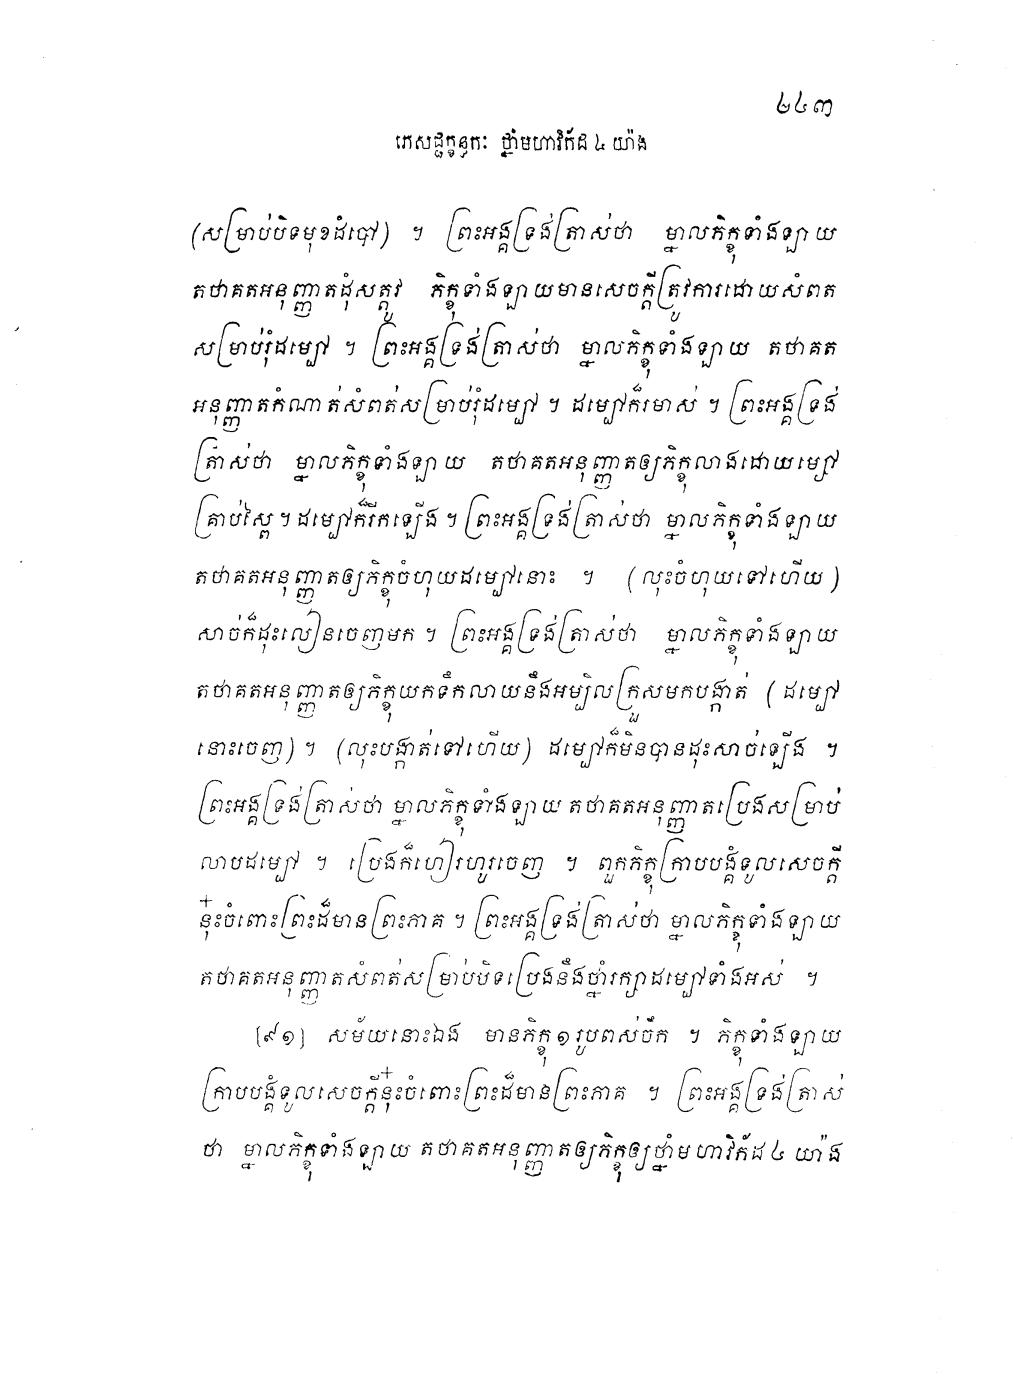 ២៤៣
ភេសជ្ជក្ខន្ធកៈ ថ្នាំមហាវិក័ដ ៤ យ៉ាង
(សម្រាប់បិទមុខដំបៅ) ។ ព្រះអង្គទ្រង់ត្រាស់ថា ម្នាលភិក្ខុទាំងឡាយ
តថាគតអនុញ្ញាតដុំសត្តូវ ភិក្ខុទាំងឡាយមានសេចក្តីត្រូវការដោយសំពត
សម្រាប់រុំដម្បៅ ។ ព្រះអង្គទ្រង់ត្រាស់ថា ម្នាលភិក្ខុទាំងឡាយ តថាគត
អនុញ្ញាតកំណាត់សំពត់សម្រាប់រុំដម្បៅ ។ ដម្បៅក៏រមាស់ ។ ព្រះអង្គទ្រង់
ត្រាស់ថា ម្នាលភិក្ខុទាំងឡាយ តថាគតអនុញ្ញាតឲ្យភិក្ខុលាងដោយម្សៅ
គ្រាប់ស្ពៃ ។ ដម្បៅក៏រីកឡើង ។ ព្រះអង្គទ្រង់ត្រាស់ថា ម្នាលភិក្ខុទាំងឡាយ
តថាគតអនុញ្ញាតឲ្យភិក្ខុចំហុយដម្បៅនោះ ។ (លុះចំហុយទៅហើយ)
សាច់ក៏ដុះលៀនចេញមក ។ ព្រះអង្គទ្រង់ត្រាស់ថា ម្នាលភិក្ខុទាំងឡាយ
តថាគតអនុញ្ញាតឲ្យភិក្ខុយកទឹកលាយនឹងអម្បិលក្រួសមកបង្កាត់ (ដម្បៅ
នោះចេញ) ។ (លុះបង្កាត់ទៅហើយ) ដម្បៅក៏មិនបានដុះសាច់ឡើង ។
ព្រះអង្គទ្រង់ត្រាស់ថា ម្នាលភិក្ខុទាំងឡាយ តថាគតអនុញ្ញាតប្រេងសម្រាប់
លាបដម្បៅ ។ ប្រេងក៏ហៀរហូរចេញ ។ ពួកភិក្ខុក្រាបបង្គំទូលសេចក្តី
នុ៎ះចំពោះព្រះដ៏មានព្រះភាគ ។ ព្រះអង្គទ្រង់ត្រាស់ថា ម្នាលភិក្ខុទាំងឡាយ
តថាគតអនុញ្ញាតសំពត់សម្រាប់បិទប្រេងនឹងថ្នាំរក្សាដម្បៅទាំងអស់ ។
[៩១] សម័យនោះឯង មានភិក្ខុ១រូបពស់ចឹក ។ ភិក្ខុទាំងឡាយ
ក្រាបបង្គំទូលសេចក្តីនុ៎ះចំពោះព្រះដ៏មានព្រះភាគ ។ ព្រះអង្គទ្រង់ត្រាស់
ថា ម្នាលភិក្ខុទាំងឡាយ តថាគតអនុញ្ញាតឲ្យភិក្ខុឲ្យថ្នាំមហាវិក័ដ ៤ យ៉ាង